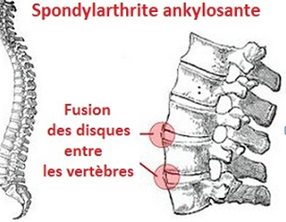 Spondylarthrite ankylosante
Fusion
des disques
entre
les vertèbres